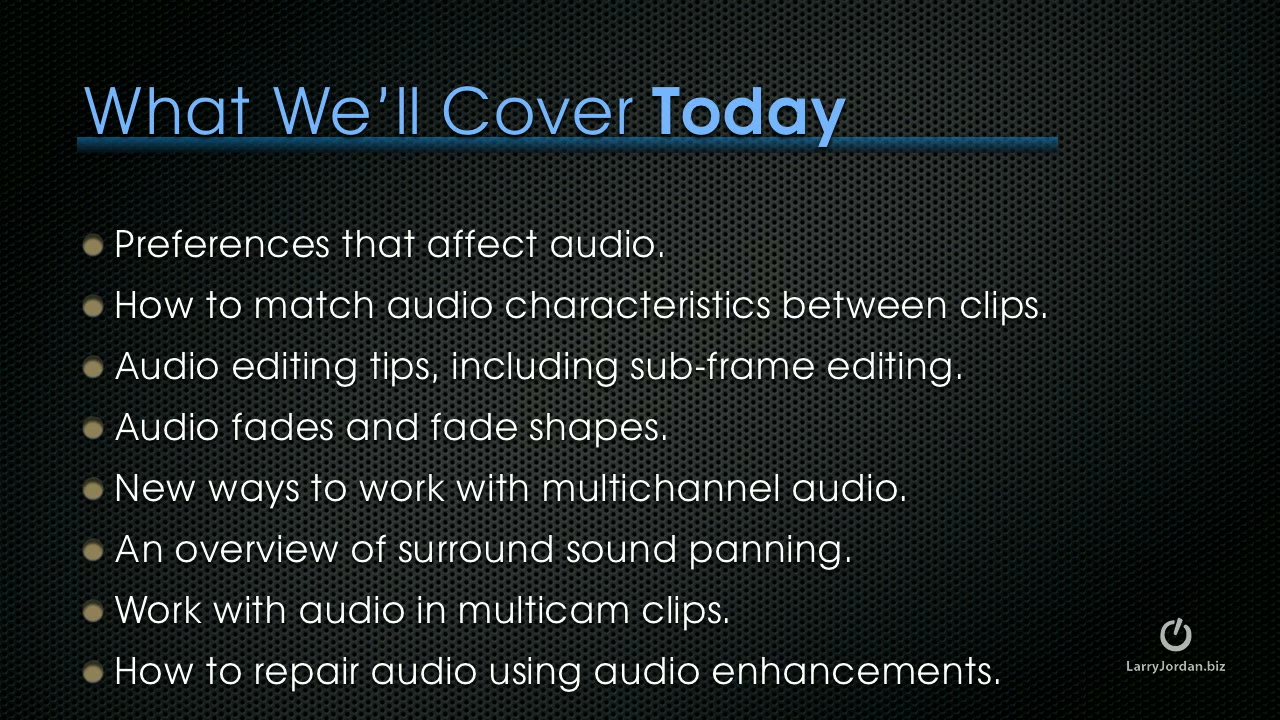 What We’ll Cover Today
Preferences that affect audio.
How to match audio characteristics between clips.
Audio editing tips, including sub-frame editing.
Audio fades and fade shapes.
New ways to work with multichannel audio.
An overview of surround sound panning.
Work with audio in multicam clips.
How to repair audio using audio enhancements.
LarryJordan.biz